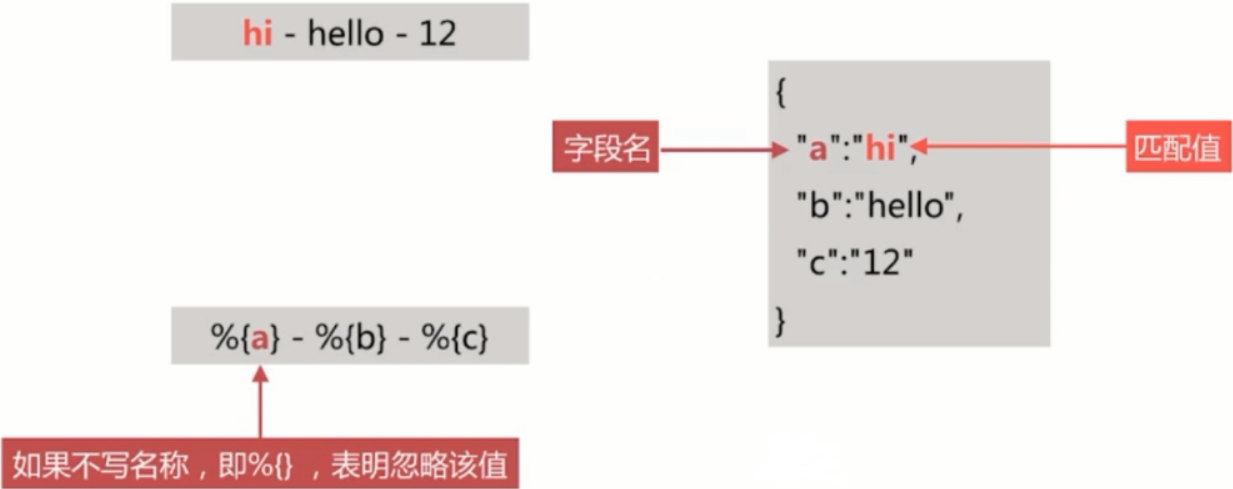 hi - hello - 12
{
字段名
"a":"hi",
匹配值
"b":"hello",
"c":"12"
}
%{a} - %{b} - %{c}
如果不写名称，即%{} ，表明忽略该值